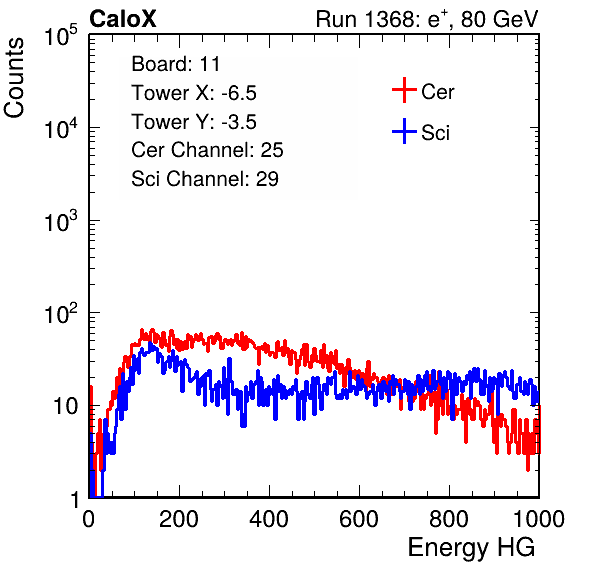 CaloX Run 1368: e+, 80 GeV
Counts
Board: 11
Tower X: -6.5
Tower Y: -3.5
Cer Channel: 25
Sci Channel: 29
Cer
Sci
10^5
10^4
10^3
10^2
10
1
0 200 400 600 800 1000
Energy HG